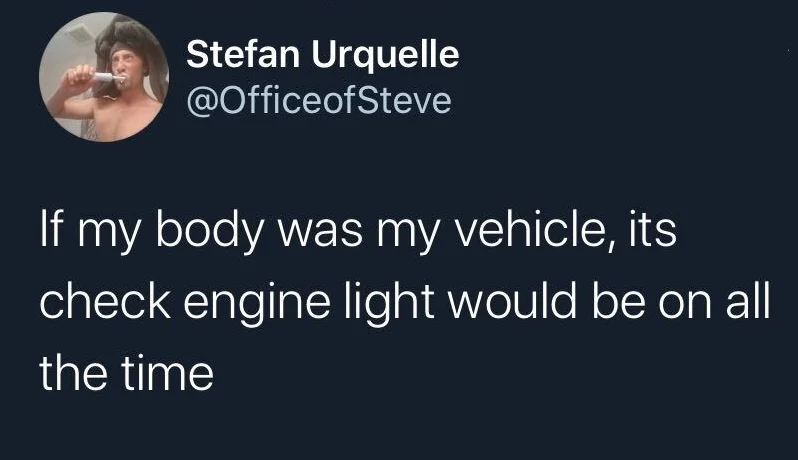 Stefan Urquelle
@OfficeofSteve
If my body was my vehicle, its
check engine light would be on all
the time